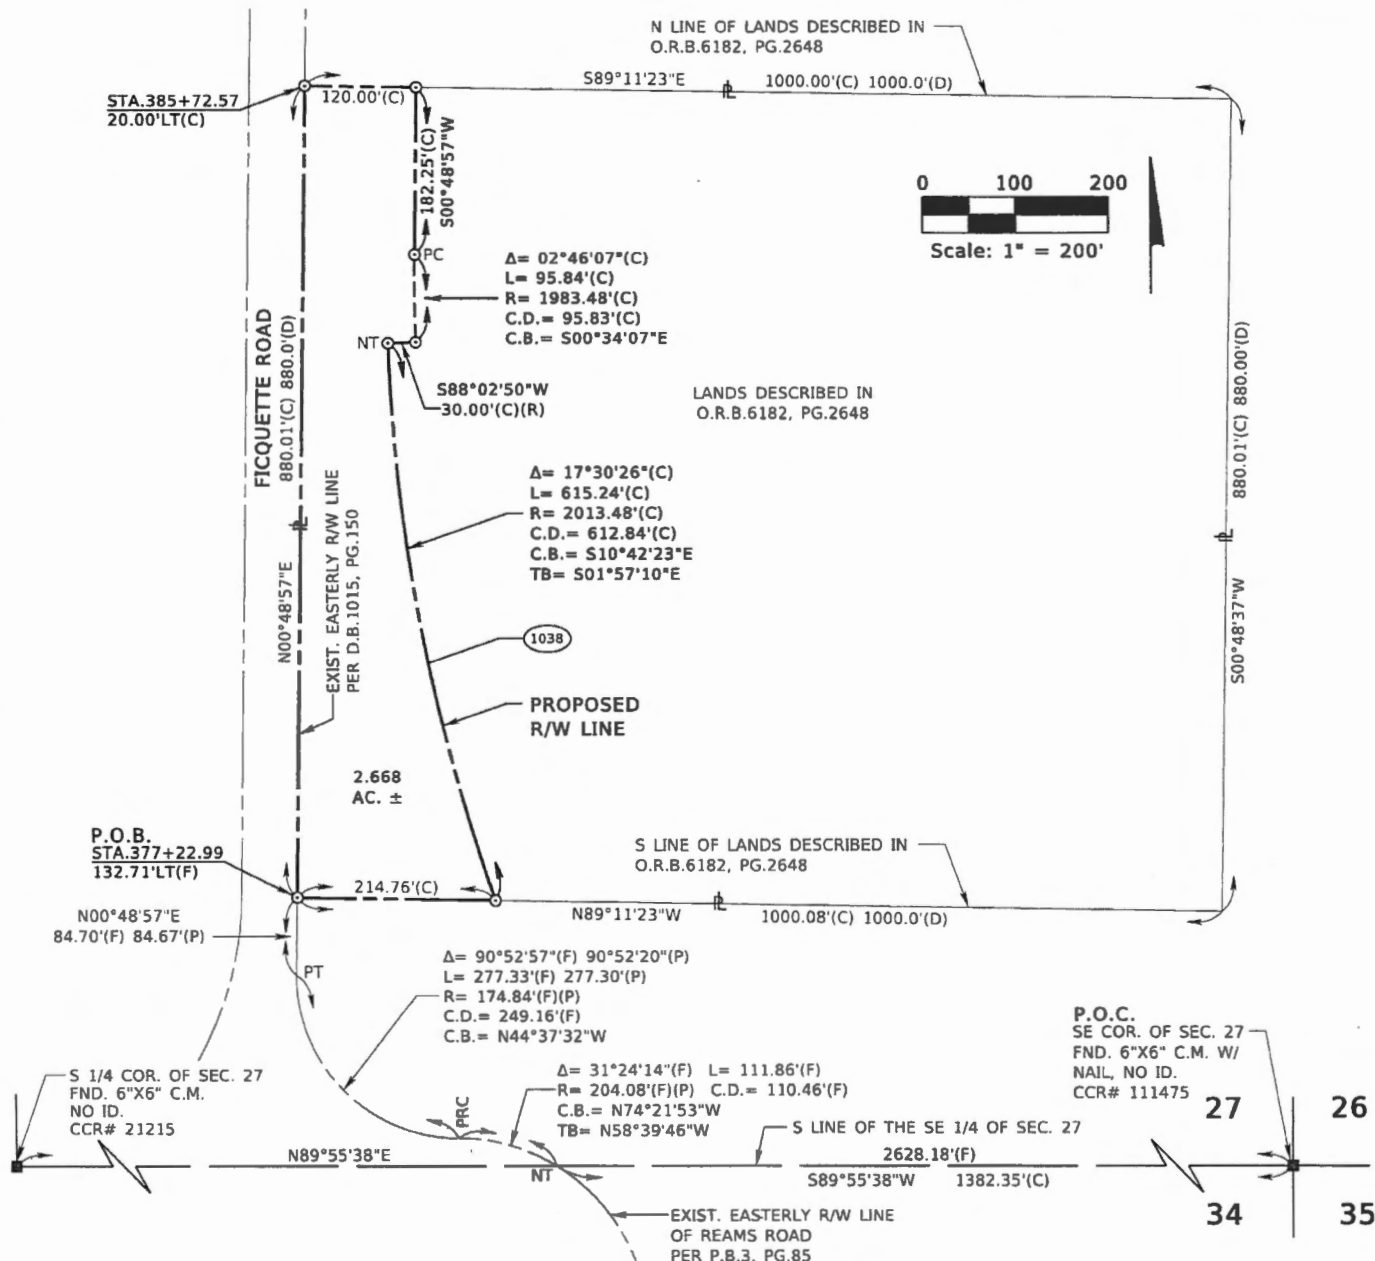 N LINE OF LANDS DESCRIBED IN
O.R.B.6182, PG.2648
S89°11'23"E
1000.00'(C) 1000.0'(D)
STA.385+72.57
20.00'LT(C)
120.00'(C)
182.25'(C)
S00°48'57"W
PC
0 100 200
Scale: 1" = 200'
Δ= 02°46'07"(C)
L= 95.84'(C)
R= 1983.48'(C)
C.D.= 95.83'(C)
C.B.= S00°34'07"E
NT
S88°02'50"W
30.00'(C)(R)
LANDS DESCRIBED IN
O.R.B.6182, PG.2648
FICQUETTE ROAD
880.01'(C) 880.0'(D)
N00°48'57"E
EXIST. EASTERLY R/W LINE
PER D.B.1015, PG.150
880.01'(C) 880.00'(D)
S00°48'37"W
Δ= 17°30'26"(C)
L= 615.24'(C)
R= 2013.48'(C)
C.D.= 612.84'(C)
C.B.= S10°42'23"E
TB= S01°57'10"E
1038
PROPOSED
R/W LINE
2.668
AC. ±
P.O.B.
STA.377+22.99
132.71'LT(F)
214.76'(C)
S LINE OF LANDS DESCRIBED IN
O.R.B.6182, PG.2648
N89°11'23"W
1000.08'(C) 1000.0'(D)
N00°48'57"E
84.70'(F) 84.67'(P)
PT
Δ= 90°52'57"(F) 90°52'20"(P)
L= 277.33'(F) 277.30'(P)
R= 174.84'(F)(P)
C.D.= 249.16'(F)
C.B.= N44°37'32"W
P.O.C.
SE COR. OF SEC. 27
FND. 6"X6" C.M. W/
NAIL, NO ID.
CCR# 111475
S 1/4 COR. OF SEC. 27
FND. 6"X6" C.M.
NO ID.
CCR# 21215
Δ= 31°24'14"(F) L= 111.86'(F)
R= 204.08'(F)(P) C.D.= 110.46'(F)
C.B.= N74°21'53"W
TB= N58°39'46"W
PRC
27 26
S LINE OF THE SE 1/4 OF SEC. 27
N89°55'38"E
2628.18'(F)
NT
S89°55'38"W 1382.35'(C)
34 35
EXIST. EASTERLY R/W LINE
OF REAMS ROAD
PER P.B.3, PG.85